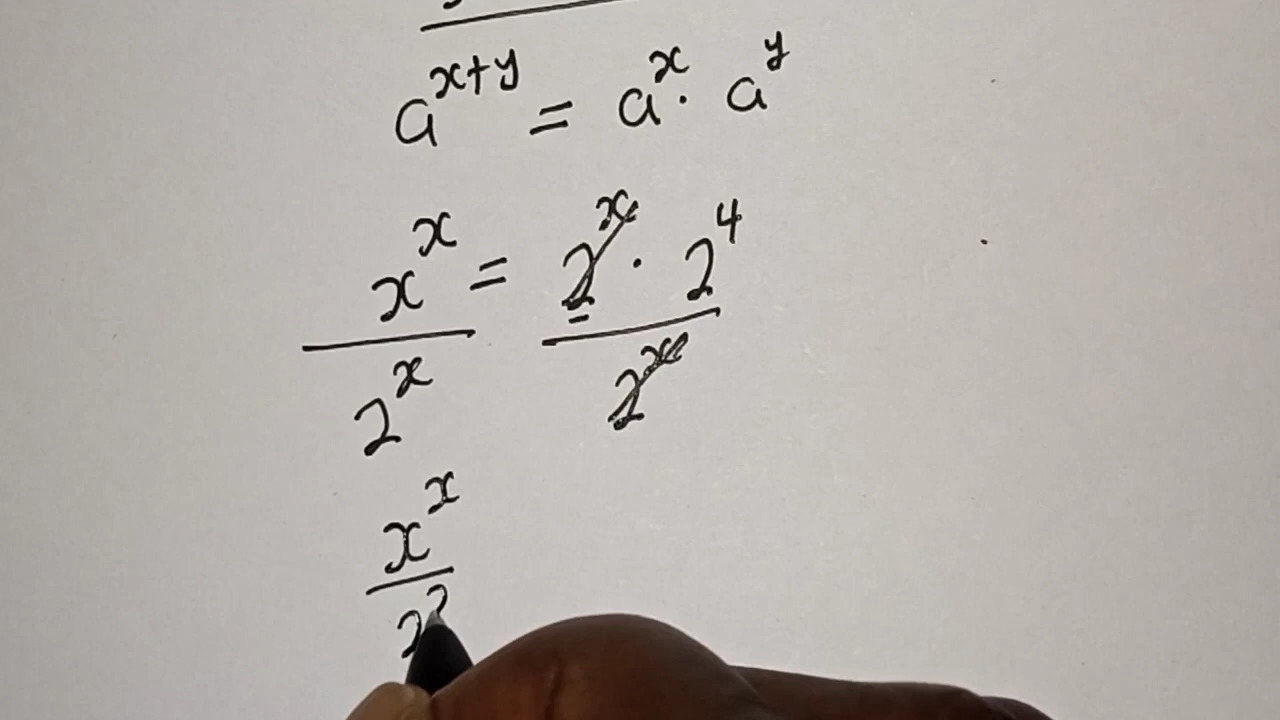 a^{x+y} = a^x · a^y
x^x / 2^x = 2^x · 2^4 / 2^x
x^x / 2